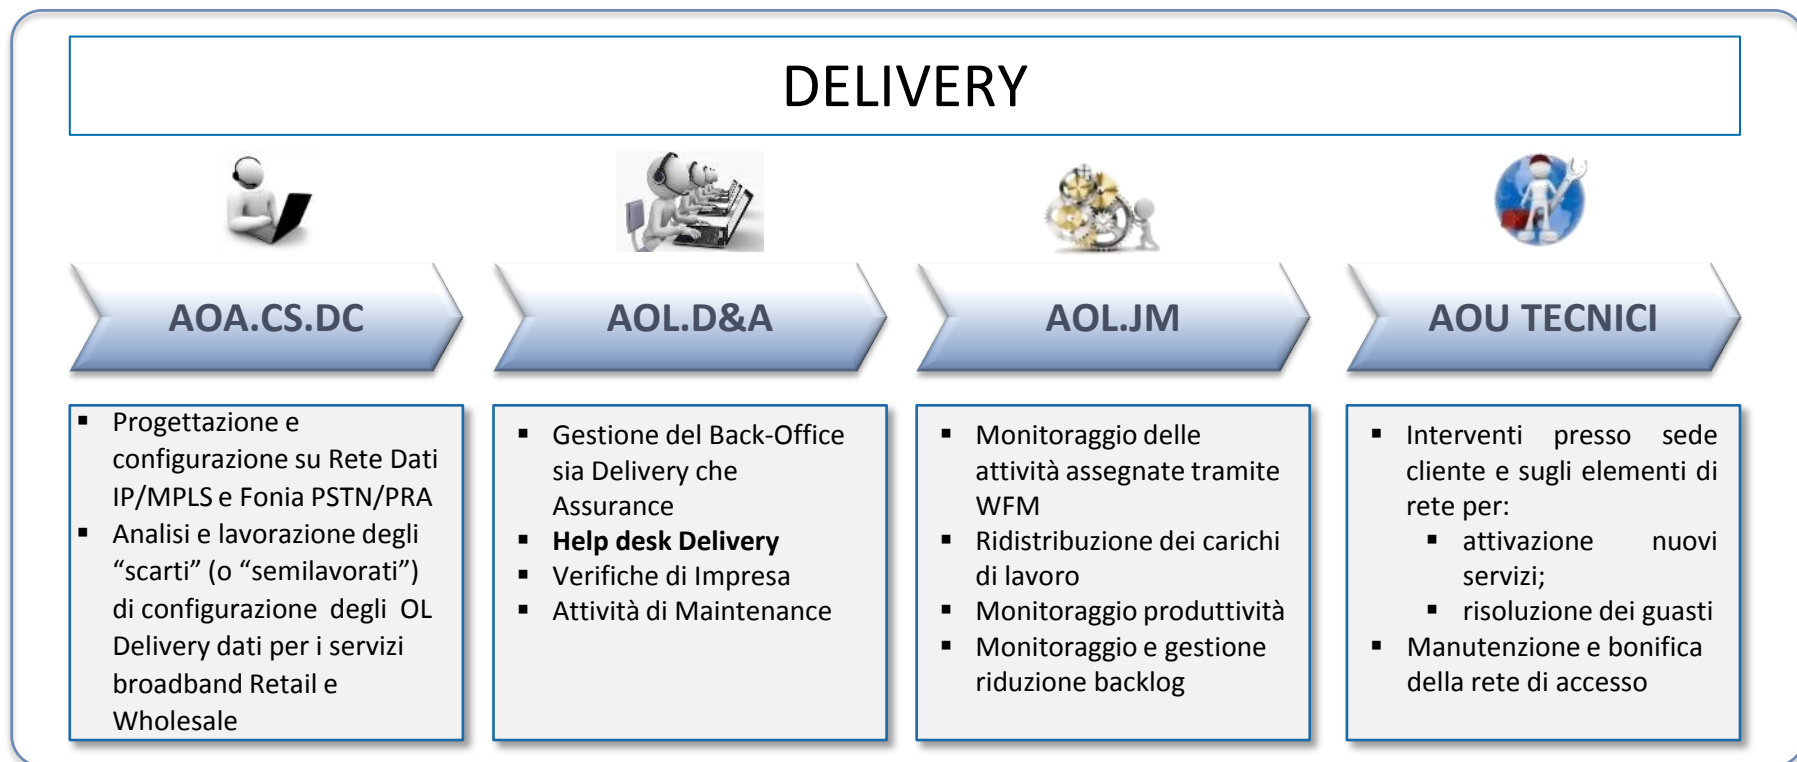 DELIVERY
AOA.CS.DC
AOL.D&A
AOL.JM
AOU TECNICI
▪ Progettazione e
configurazione su Rete Dati
IP/MPLS e Fonia PSTN/PRA
▪ Analisi e lavorazione degli
“scarti” (o “semilavorati”)
di configurazione degli OL
Delivery dati per i servizi
broadband Retail e
Wholesale
▪ Gestione del Back-Office
sia Delivery che
Assurance
▪ Help desk Delivery
▪ Verifiche di Impresa
▪ Attività di Maintenance
▪ Monitoraggio delle
attività assegnate tramite
WFM
▪ Ridistribuzione dei carichi
di lavoro
▪ Monitoraggio produttività
▪ Monitoraggio e gestione
riduzione backlog
▪ Interventi presso sede
cliente e sugli elementi di
rete per:
▪ attivazione nuovi
servizi;
▪ risoluzione dei guasti
▪ Manutenzione e bonifica
della rete di accesso